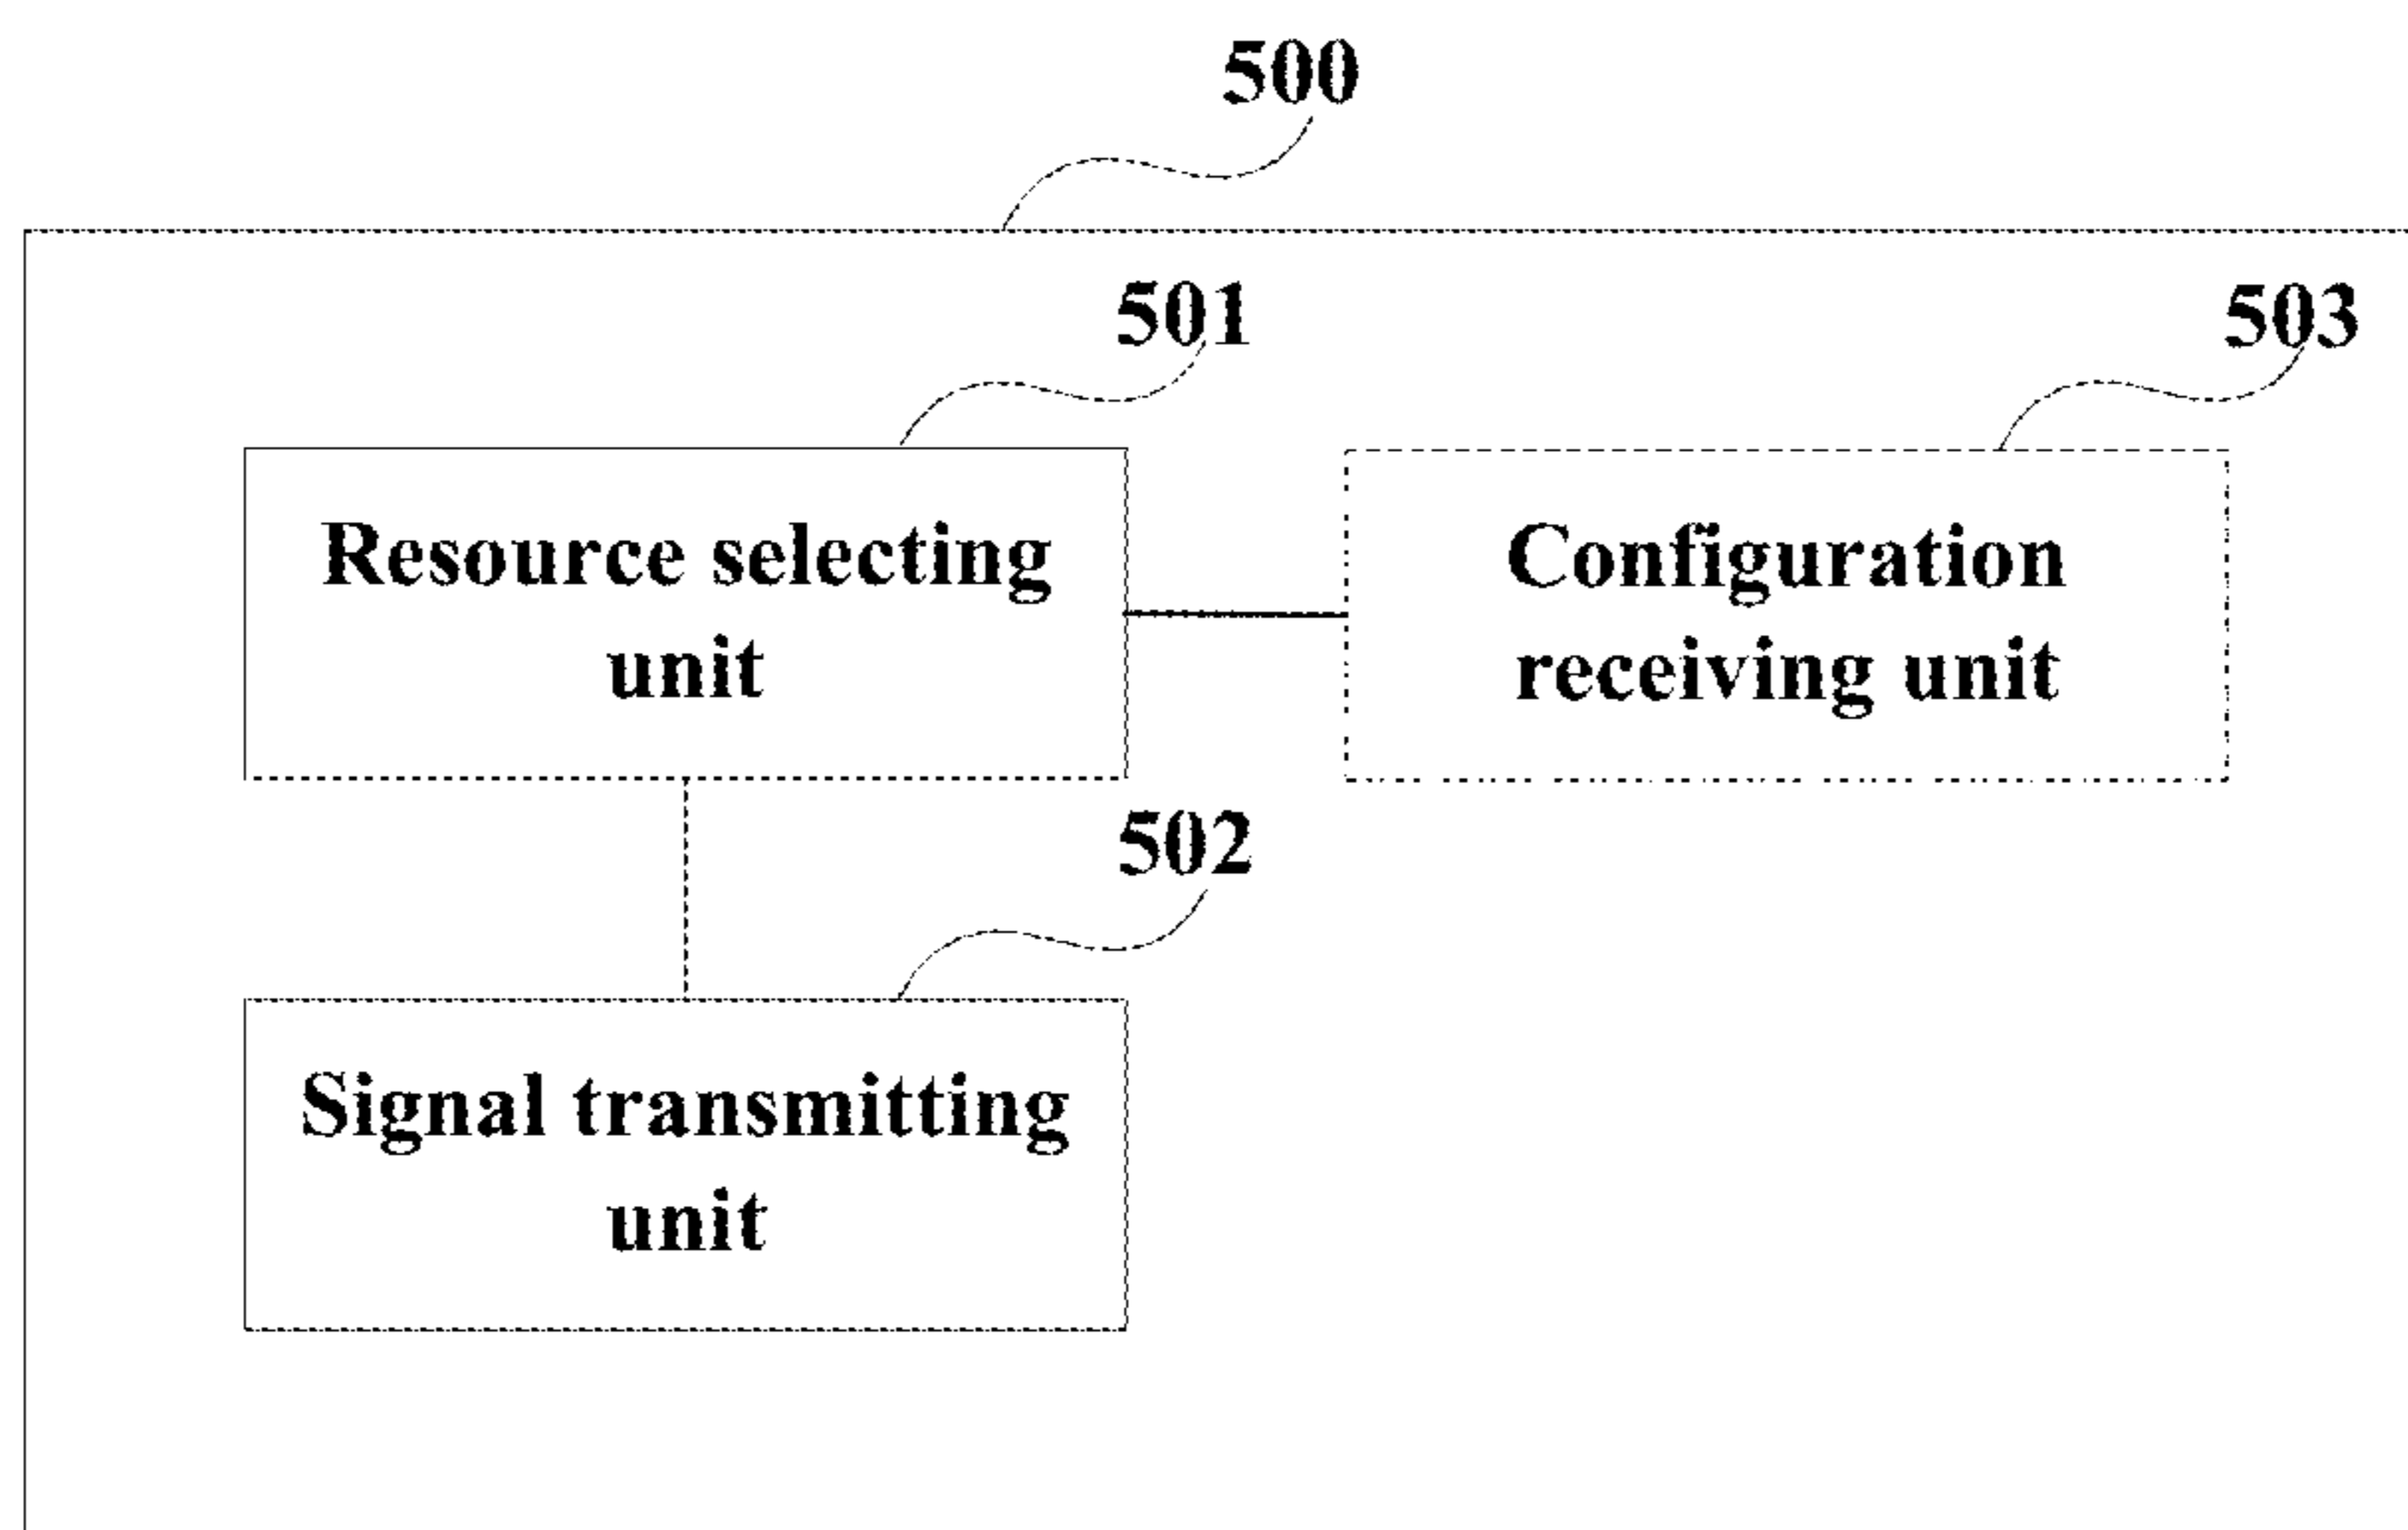 500
501
503
Resource selecting
unit
Configuration
receiving unit
502
Signal transmitting
unit